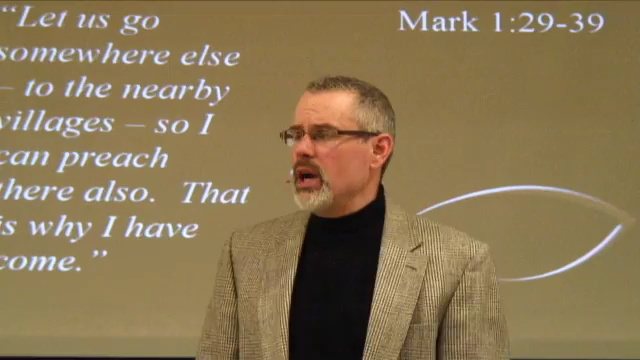 “Let us go
somewhere else
– to the nearby
villages – so I
can preach
there also. That
is why I have
come.”
Mark 1:29-39